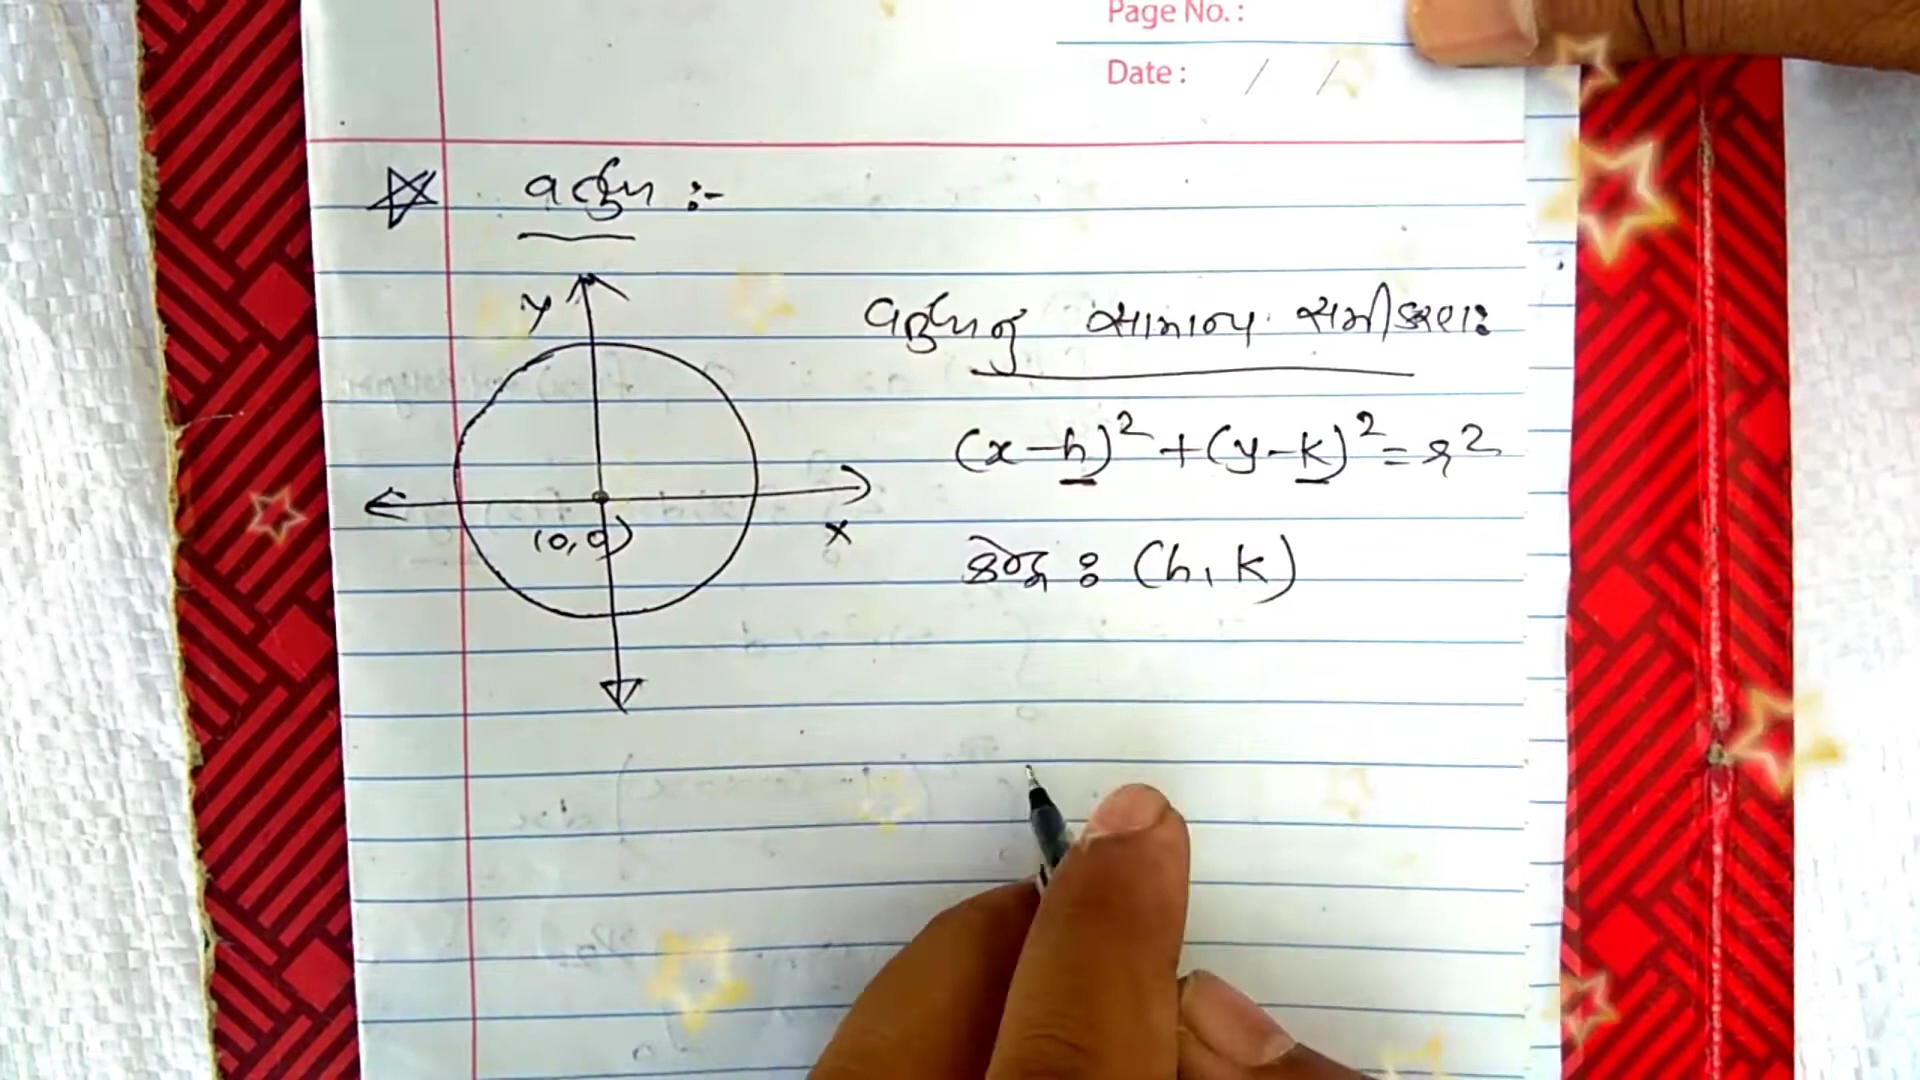 Page No. :
Date : / /
વર્તુળ :-
વર્તુળનું સામાન્ય સમીકરણ:
y
(x-h)² + (y-k)² = r²
x
(0,0)
કેન્દ્ર : (h, k)